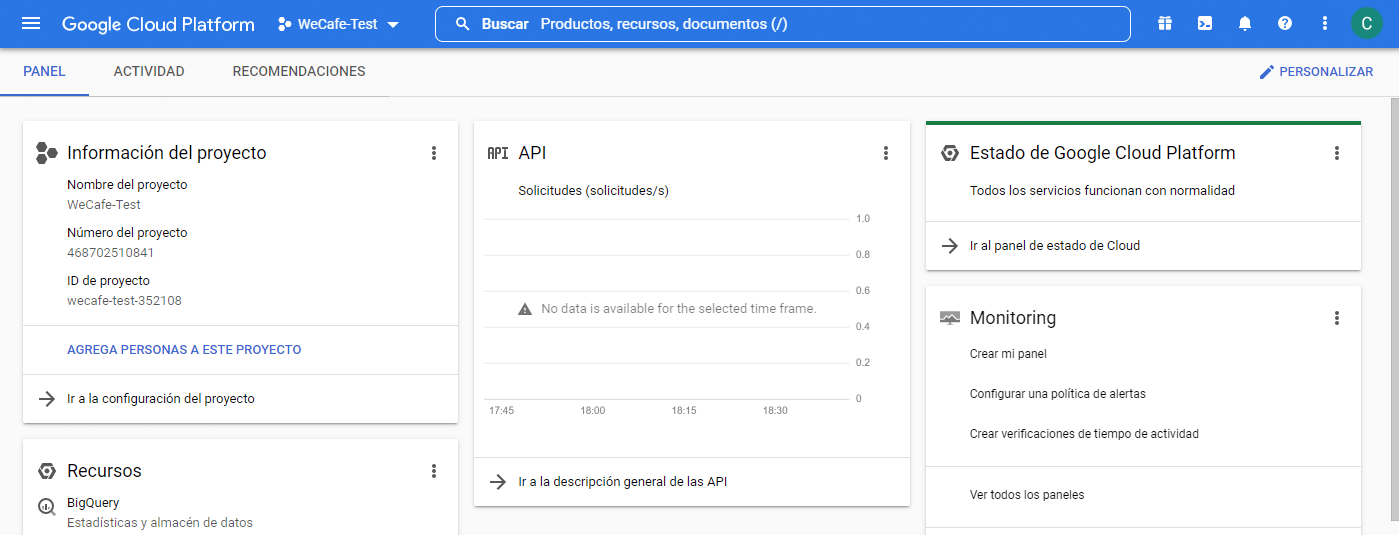 Google Cloud Platform
WeCafe-Test
Buscar Productos, recursos, documentos (/)
C
PANEL
ACTIVIDAD
RECOMENDACIONES
PERSONALIZAR
Información del proyecto
Nombre del proyecto
WeCafe-Test
Número del proyecto
468702510841
ID de proyecto
wecafe-test-352108
AGREGA PERSONAS A ESTE PROYECTO
Ir a la configuración del proyecto
Recursos
BigQuery
Estadísticas y almacén de datos
API API
Solicitudes (solicitudes/s)
1.0
0.8
0.6
No data is available for the selected time frame.
0.4
0.2
0
17:45 18:00 18:15 18:30
Ir a la descripción general de las API
Estado de Google Cloud Platform
Todos los servicios funcionan con normalidad
Ir al panel de estado de Cloud
Monitoring
Crear mi panel
Configurar una política de alertas
Crear verificaciones de tiempo de actividad
Ver todos los paneles